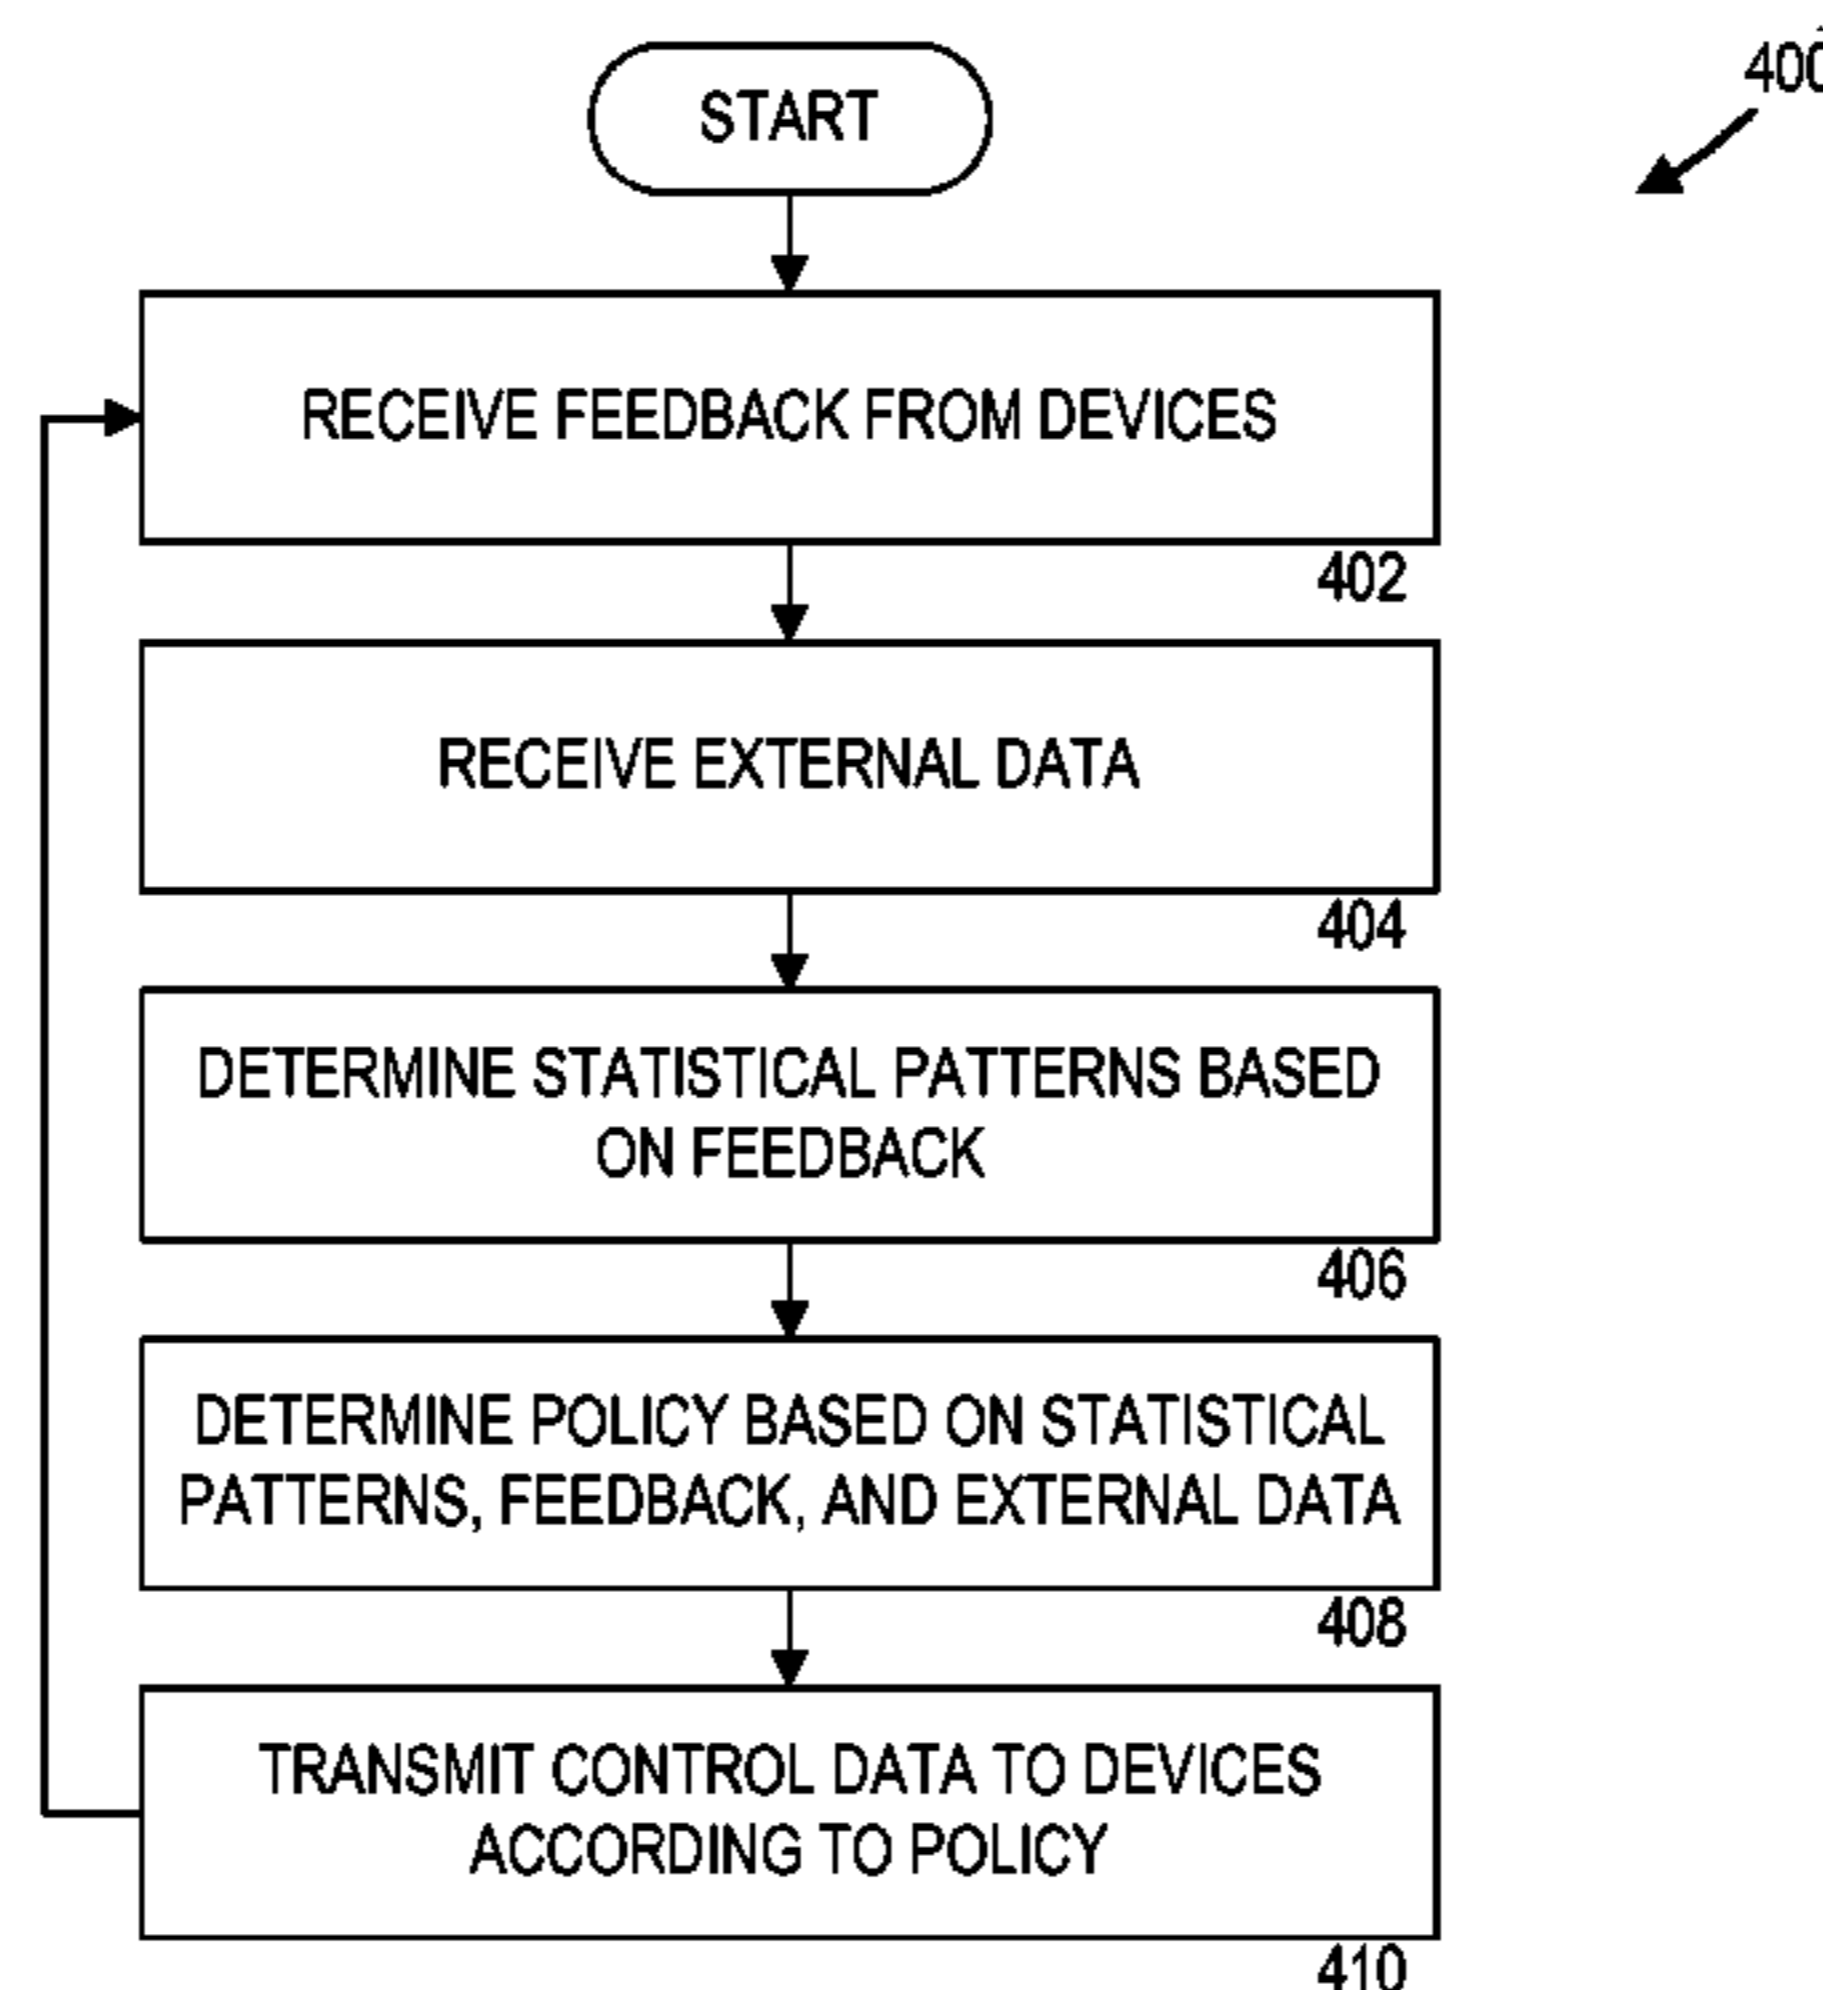 START
400
RECEIVE FEEDBACK FROM DEVICES
402
RECEIVE EXTERNAL DATA
404
DETERMINE STATISTICAL PATTERNS BASED
ON FEEDBACK
406
DETERMINE POLICY BASED ON STATISTICAL
PATTERNS, FEEDBACK, AND EXTERNAL DATA
408
TRANSMIT CONTROL DATA TO DEVICES
ACCORDING TO POLICY
410